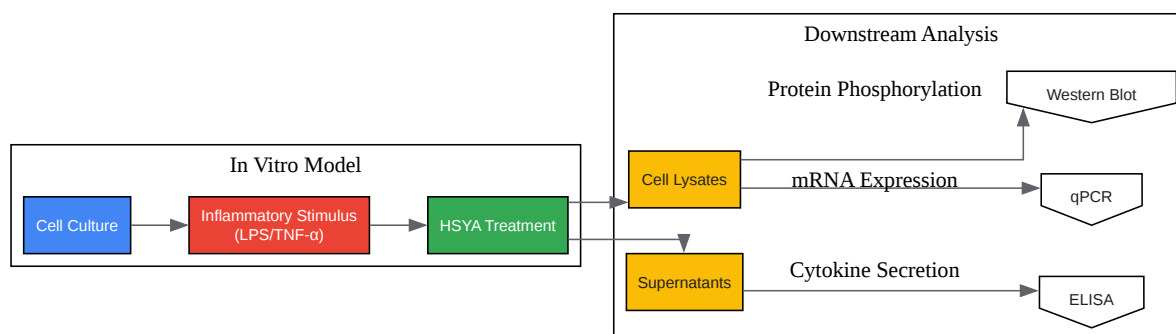 Downstream Analysis
Protein Phosphorylation
Western Blot
In Vitro Model
Cell Lysates
mRNA Expression
qPCR
Cell Culture
Inflammatory Stimulus
(LPS/TNF-α)
HSYA Treatment
Cytokine Secretion
Supernatants
ELISA